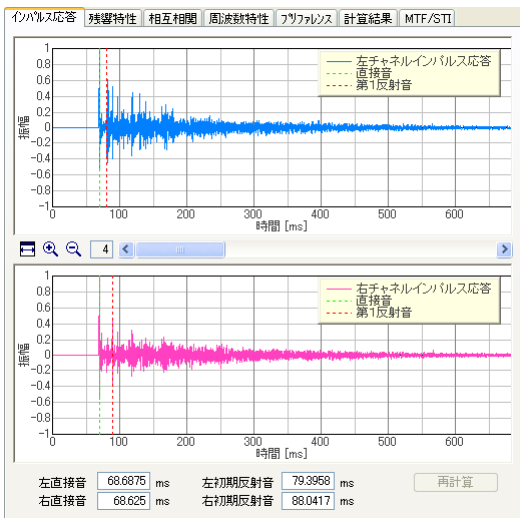 インパルス応答 残響特性 相互相関 周波数特性 プリファレンス 計算結果 MTF/STI
左チャネルインパルス応答
直接音
第1反射音
振幅
1
0.8
0.6
0.4
0.2
0
-0.2
-0.4
-0.6
-0.8
-1
0 100 200 300 400 500 600
時間 [ms]
4
右チャネルインパルス応答
直接音
第1反射音
振幅
1
0.8
0.6
0.4
0.2
0
-0.2
-0.4
-0.6
-0.8
-1
0 100 200 300 400 500 600
時間 [ms]
左直接音 68.6875 ms 左初期反射音 79.3958 ms 再計算
右直接音 68.625 ms 右初期反射音 88.0417 ms